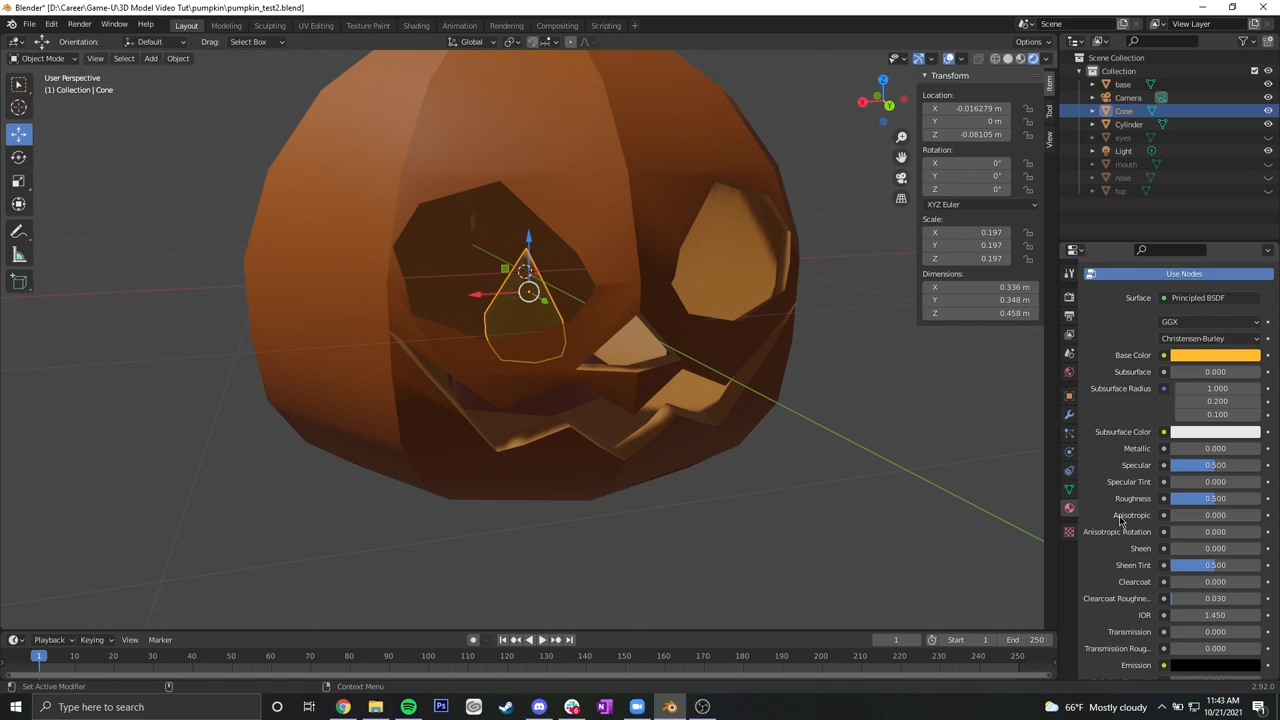 Blender* [D:\Career\Game-U\3D Model Video Tut\pumpkin\pumpkin_test2.blend]
File Edit Render Window Help Layout Modeling Sculpting UV Editing Texture Paint Shading Animation Rendering Compositing Scripting + Scene View Layer
Orientation: Default Drag: Select Box Global Options
Object Mode View Select Add Object
User Perspective
(1) Collection | Cone
X Y Z
Transform
Location:
X -0.016279 m
Y 0 m
Z -0.08105 m
Rotation:
X 0°
Y 0°
Z 0°
XYZ Euler
Scale:
X 0.197
Y 0.197
Z 0.197
Dimensions:
X 0.336 m
Y 0.348 m
Z 0.458 m
Item
Tool
View
Scene Collection
Collection
base
Camera
Cone
Cylinder
eyes
Light
mouth
nose
top
Use Nodes
Surface Principled BSDF
GGX
Christensen-Burley
Base Color
Subsurface 0.000
Subsurface Radius 1.000
0.200
0.100
Subsurface Color
Metallic 0.000
Specular 0.500
Specular Tint 0.000
Roughness 0.500
Anisotropic 0.000
Anisotropic Rotation 0.000
Sheen 0.000
Sheen Tint 0.500
Clearcoat 0.000
Clearcoat Roughne... 0.030
IOR 1.450
Transmission 0.000
Transmission Roug... 0.000
Emission
Playback Keying View Marker 1 Start 1 End 250
1 10 20 30 40 50 60 70 80 90 100 110 120 130 140 150 160 170 180 190 200 210 220 230 240 250
Set Active Modifier Context Menu 2.92.0
Type here to search 66°F Mostly cloudy 11:43 AM
10/21/2021